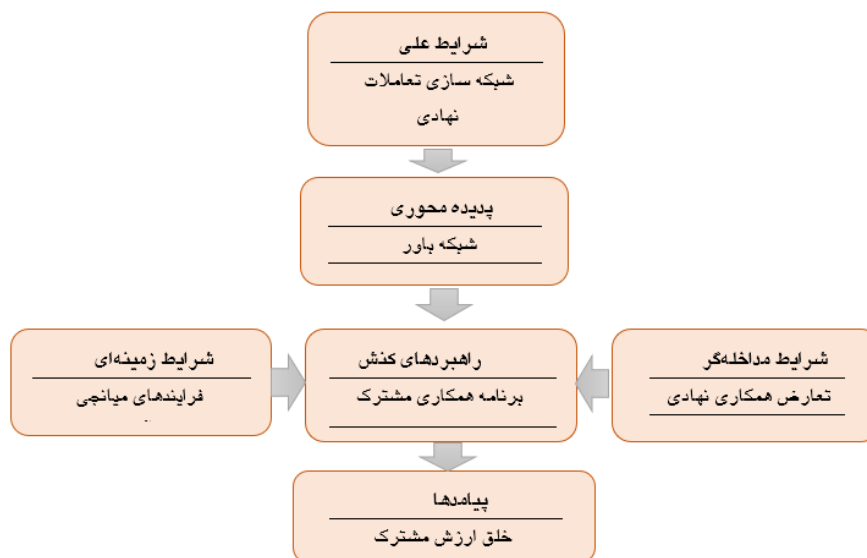 شرایط علی
شبکه سازی تعاملات
نهادی
پدیده محوری
شبکه باور
شرایط مداخله‌گر
تعارض همکاری نهادی
راهبردهای کنش
برنامه همکاری مشترک
شرایط زمینه‌ای
فرایندهای میانجی
پیامدها
خلق ارزش مشترک